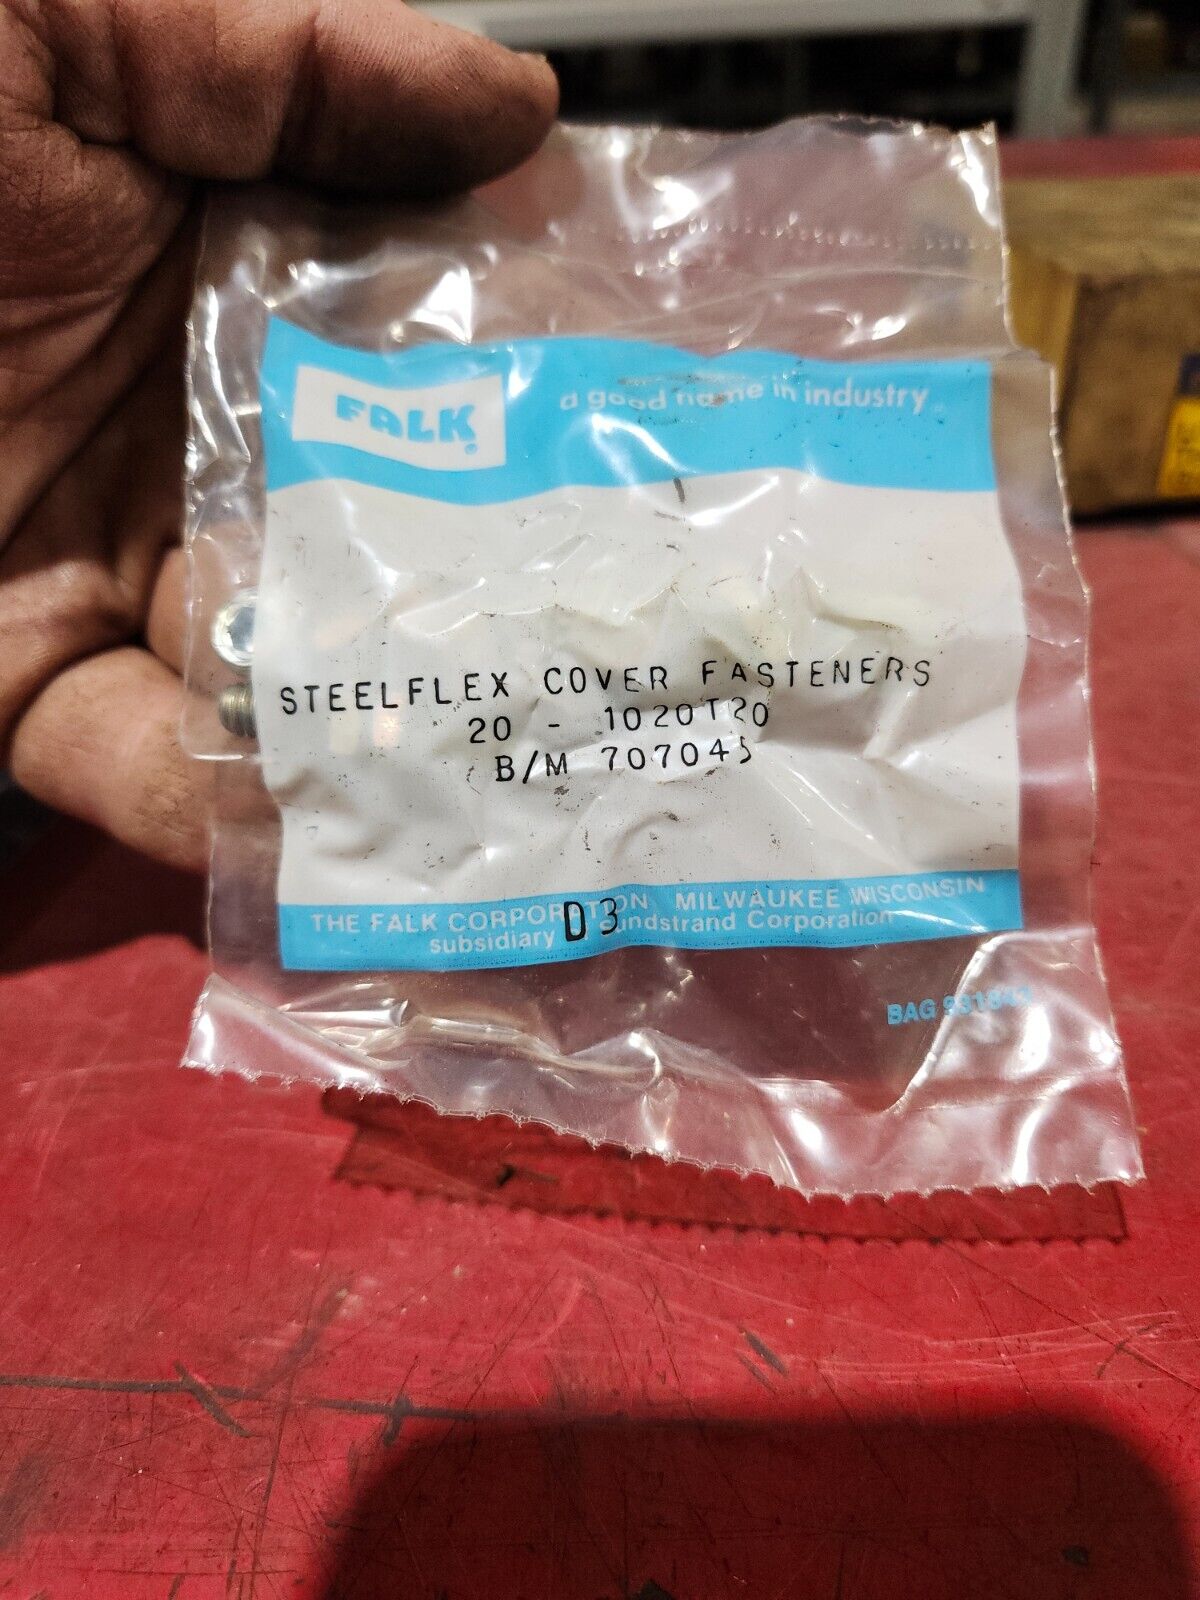 FALK®
a good name in industry
STEELFLEX COVER FASTENERS
20 - 1020T20
B/M 707045
THE FALK CORPORATION MILWAUKEE WISCONSIN
subsidiary Sundstrand Corporation
D3
BAG